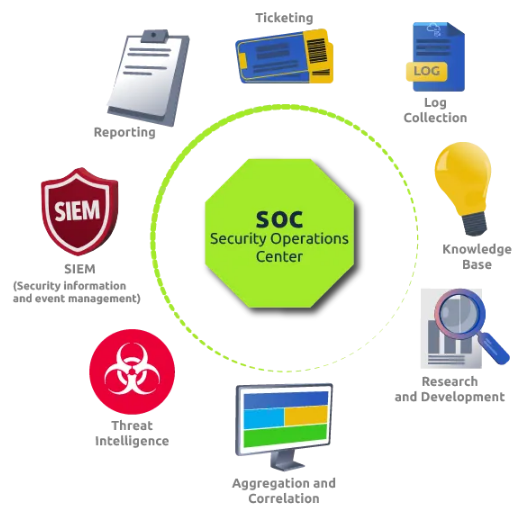 Ticketing
Reporting
LOG
Log
Collection
SIEM
SOC
Security Operations
Center
Knowledge
Base
SIEM
(Security information
and event management)
Research
and Development
Threat
Intelligence
Aggregation and
Correlation